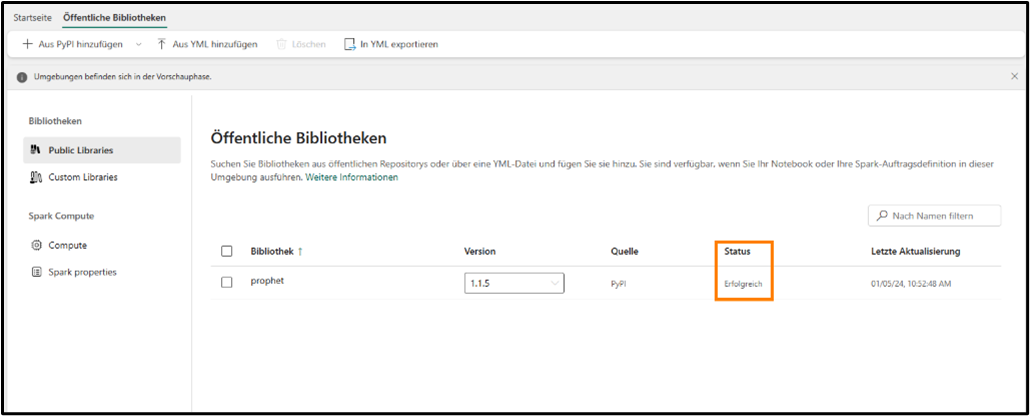 Startseite Öffentliche Bibliotheken
Aus PyPI hinzufügen Aus YML hinzufügen Löschen In YML exportieren
Umgebungen befinden sich in der Vorschauphase.
Bibliotheken
Public Libraries
Custom Libraries
Spark Compute
Compute
Spark properties
Öffentliche Bibliotheken
Suchen Sie Bibliotheken aus öffentlichen Repositorys oder über eine YML-Datei und fügen Sie sie hinzu. Sie sind verfügbar, wenn Sie Ihr Notebook oder Ihre Spark-Auftragsdefinition in dieser
Umgebung ausführen. Weitere Informationen
Nach Namen filtern
Bibliothek ↑ Version Quelle Status Letzte Aktualisierung
prophet 1.1.5 PyPI Erfolgreich 01/05/24, 10:52:48 AM